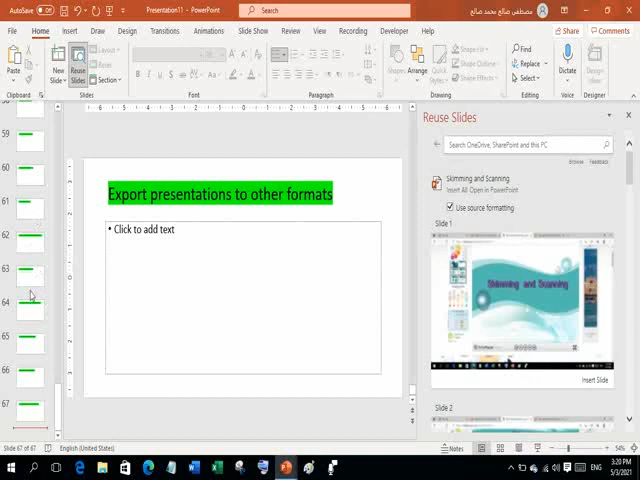 AutoSave Off
Presentation11 - PowerPoint
Search
مصطفى صالح محمد صالح
File Home Insert Draw Design Transitions Animations Slide Show Review View Developer Recording Help
Share Comments
Paste
New Slides
Reuse Slides
Layout
Reset
Section
Shapes
Arrange
Quick Styles
Shape Fill
Shape Outline
Shape Effects
Find
Replace
Select
Dictate
Design Ideas
Clipboard Slides Font Paragraph Drawing Editing Voice Designer
Reuse Slides
Search OneDrive, SharePoint and this PC
BROWSE FEEDBACK
Skimming and Scanning
Insert All Open in PowerPoint
Use source formatting
Slide 1
Skimming and Scanning
Insert Slide
Slide 2
59
60
61
62
63
64
65
66
67
Export presentations to other formats
• Click to add text
Slide 67 of 67
English (United States)
Notes
54%
ENG
3:20 PM
5/3/2021